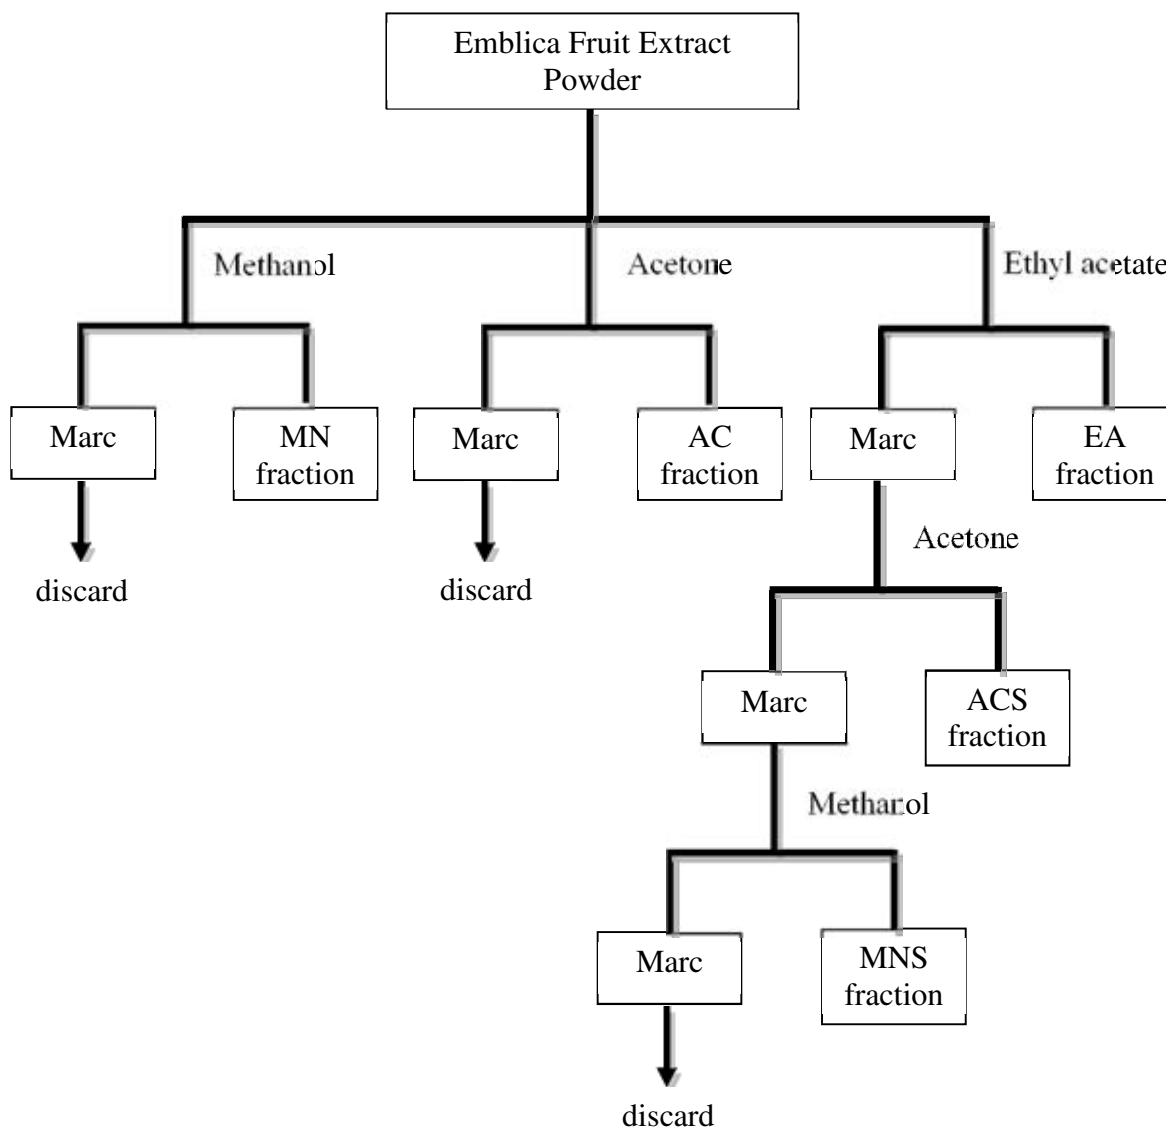 Emblica Fruit Extract
Powder
Methanol
Acetone
Ethyl acetate
Marc
MN
fraction
Marc
AC
fraction
Marc
EA
fraction
discard
discard
Acetone
Marc
ACS
fraction
Methanol
Marc
MNS
fraction
discard